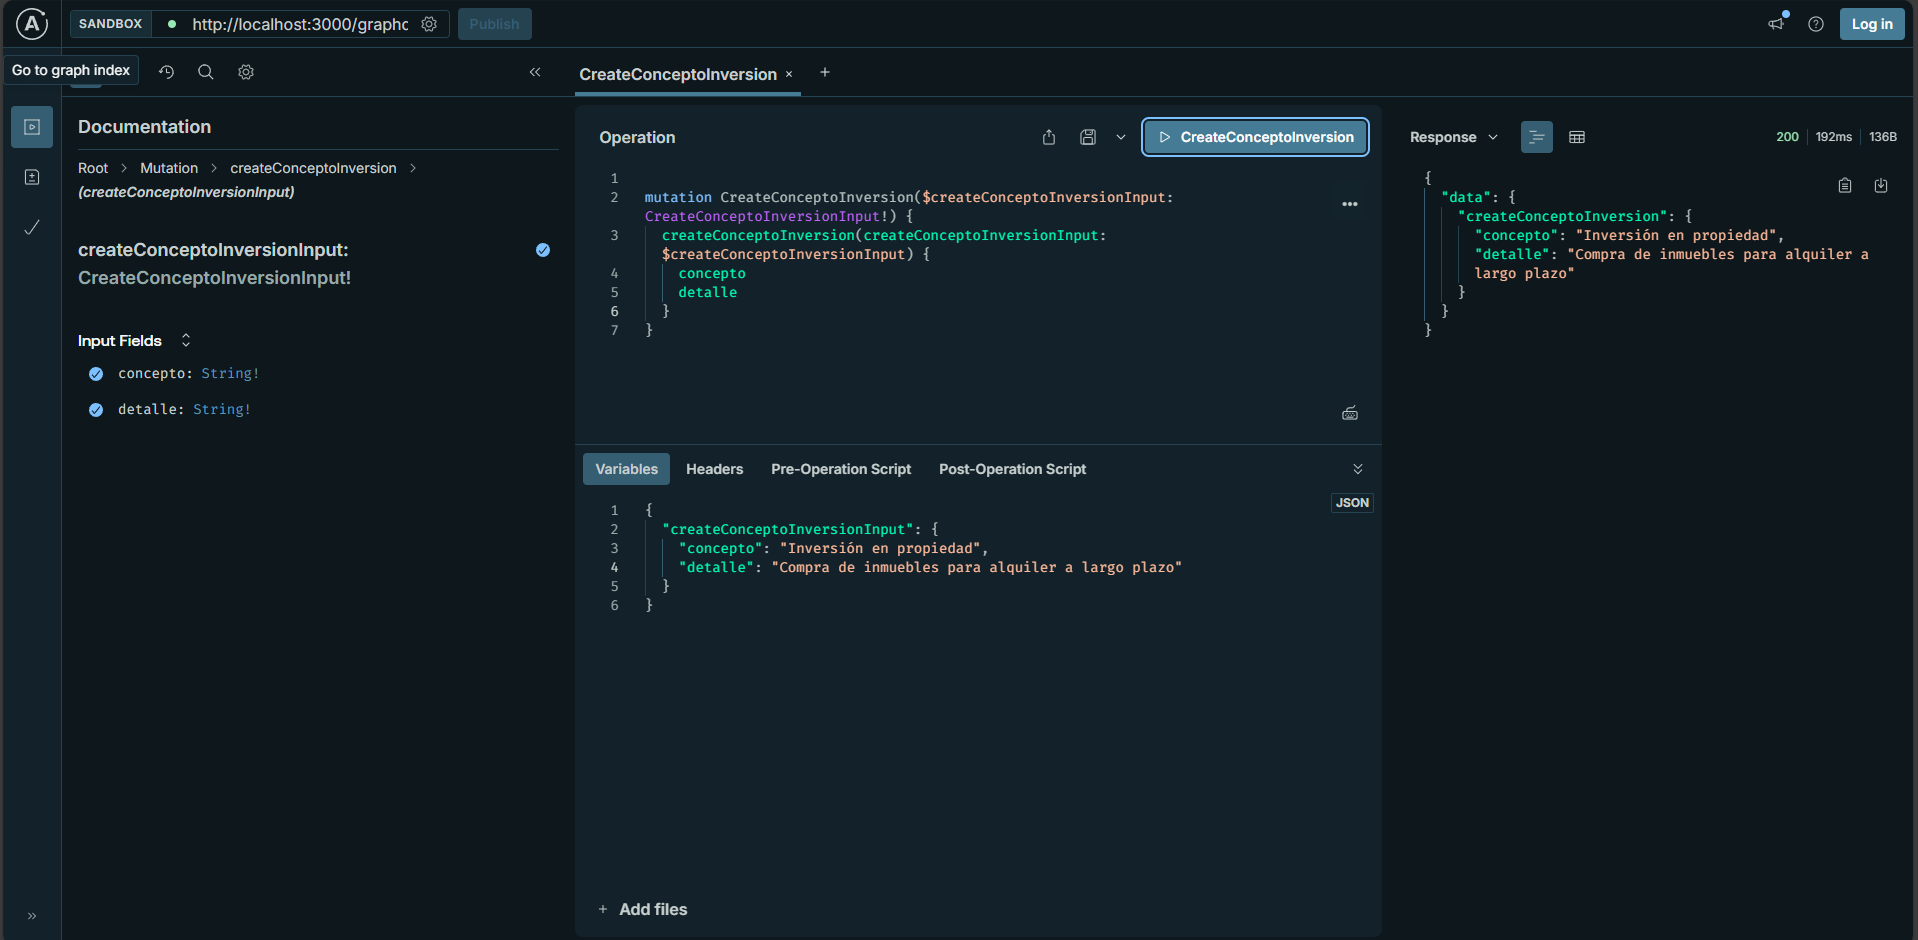 SANDBOX
http://localhost:3000/graphc
Publish
Log in
Go to graph index
CreateConceptoInversion
Documentation
Root > Mutation > createConceptoInversion >
(createConceptoInversionInput)
createConceptoInversionInput:
CreateConceptoInversionInput!
Input Fields
concepto: String!
detalle: String!
Operation
CreateConceptoInversion
1
2 mutation CreateConceptoInversion($createConceptoInversionInput:
CreateConceptoInversionInput!) {
3 createConceptoInversion(createConceptoInversionInput:
$createConceptoInversionInput) {
4 concepto
5 detalle
6 }
7 }
Variables Headers Pre-Operation Script Post-Operation Script
JSON
1 {
2 "createConceptoInversionInput": {
3 "concepto": "Inversión en propiedad",
4 "detalle": "Compra de inmuebles para alquiler a largo plazo"
5 }
6 }
+ Add files
Response
200 192ms 136B
{
"data": {
"createConceptoInversion": {
"concepto": "Inversión en propiedad",
"detalle": "Compra de inmuebles para alquiler a
largo plazo"
}
}
}